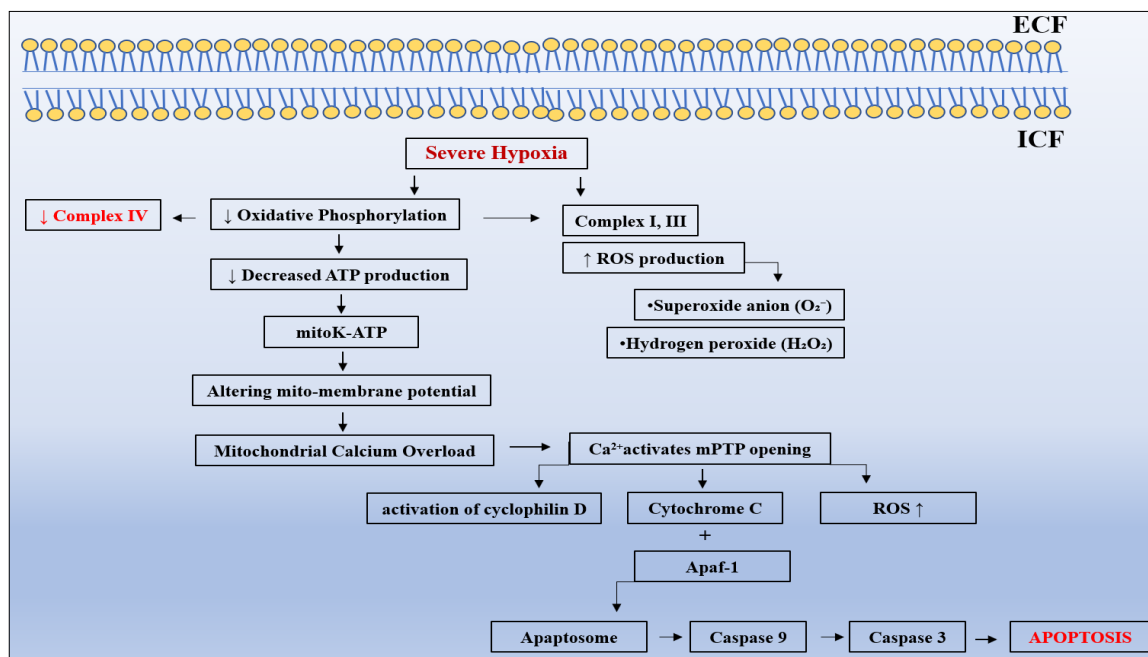 ECF
ICF
Severe Hypoxia
↓ Complex IV
↓ Oxidative Phosphorylation
Complex I, III
↓ Decreased ATP production
↑ ROS production
•Superoxide anion (O₂⁻)
mitoK-ATP
•Hydrogen peroxide (H₂O₂)
Altering mito-membrane potential
Mitochondrial Calcium Overload
Ca²⁺activates mPTP opening
activation of cyclophilin D
Cytochrome C
ROS ↑
+
Apaf-1
Apaptosome
Caspase 9
Caspase 3
APOPTOSIS